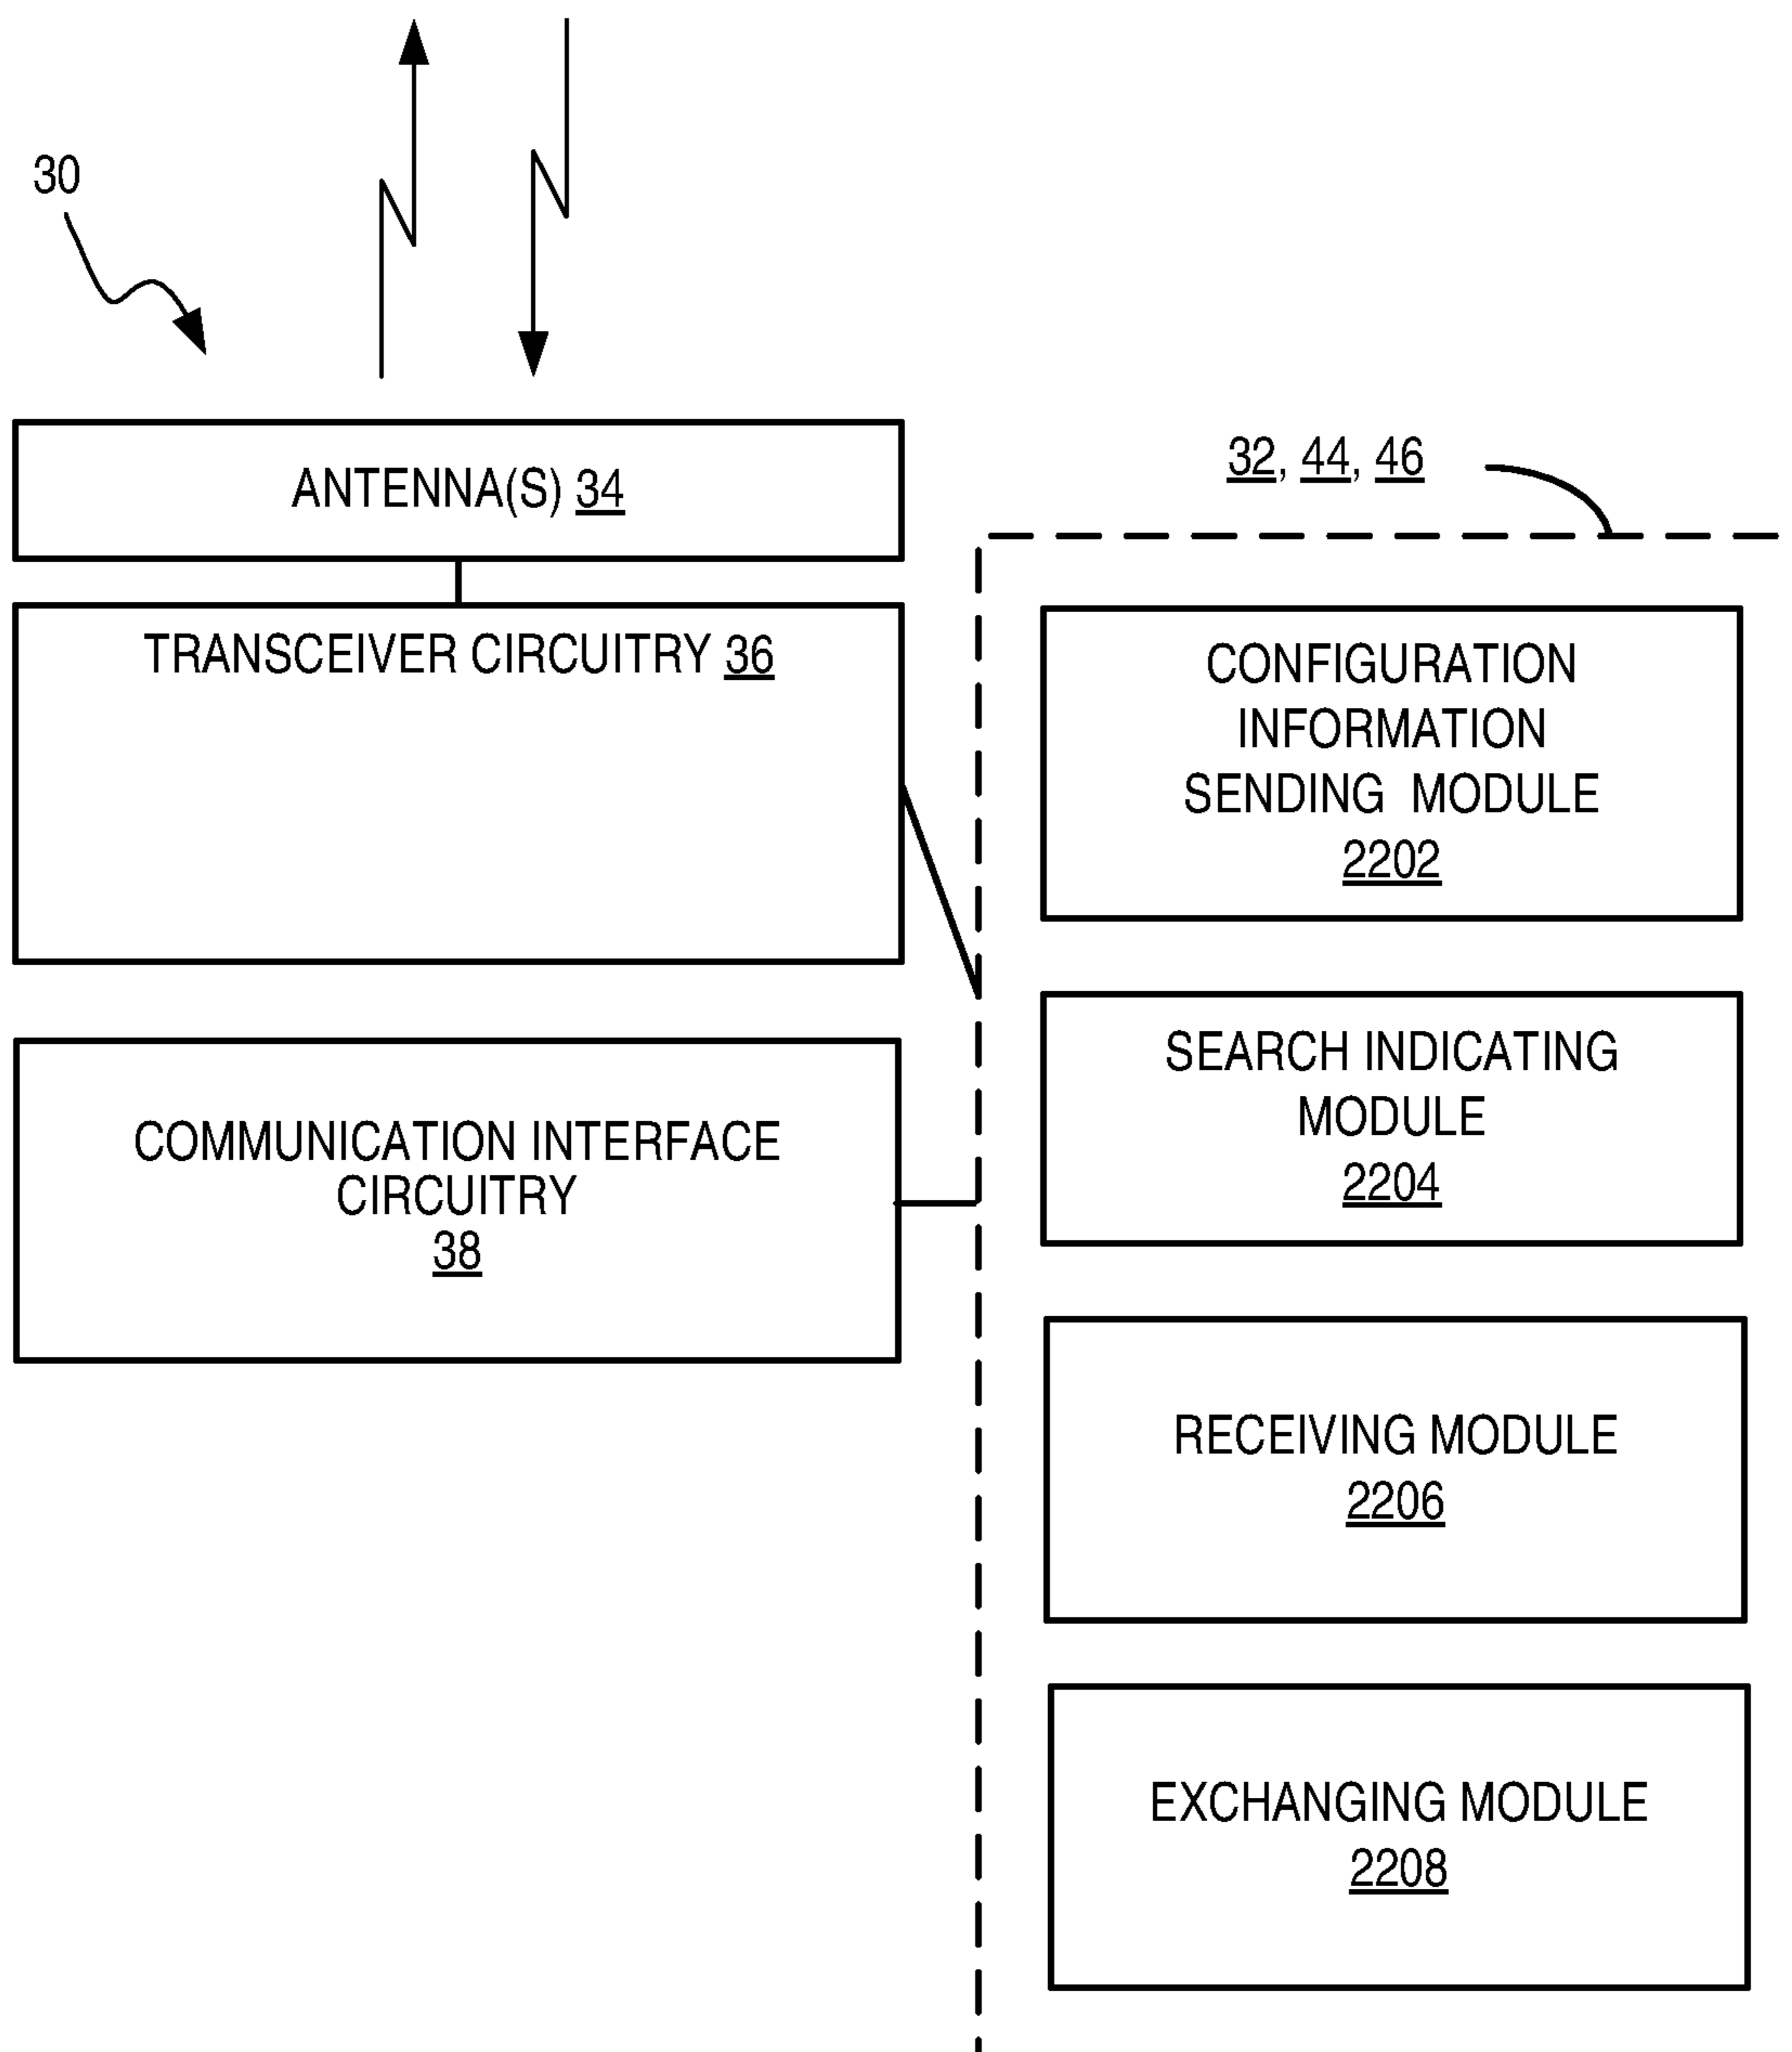 30
ANTENNA(S) 34
32, 44, 46
TRANSCEIVER CIRCUITRY 36
CONFIGURATION
INFORMATION
SENDING MODULE
2202
SEARCH INDICATING
MODULE
2204
COMMUNICATION INTERFACE
CIRCUITRY
38
RECEIVING MODULE
2206
EXCHANGING MODULE
2208